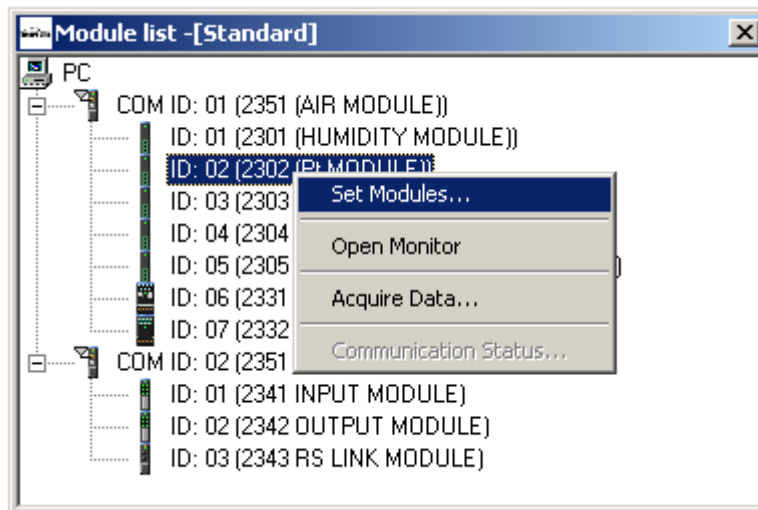 Module list -[Standard]
PC
COM ID: 01 (2351 (AIR MODULE))
ID: 01 (2301 (HUMIDITY MODULE))
ID: 02 (2302 (Pt MODULE))
ID: 03 (2303
Set Modules...
ID: 04 (2304
Open Monitor
ID: 05 (2305
)
ID: 06 (2331
Acquire Data...
ID: 07 (2332
Communication Status...
COM ID: 02 (2351
ID: 01 (2341 INPUT MODULE)
ID: 02 (2342 OUTPUT MODULE)
ID: 03 (2343 RS LINK MODULE)